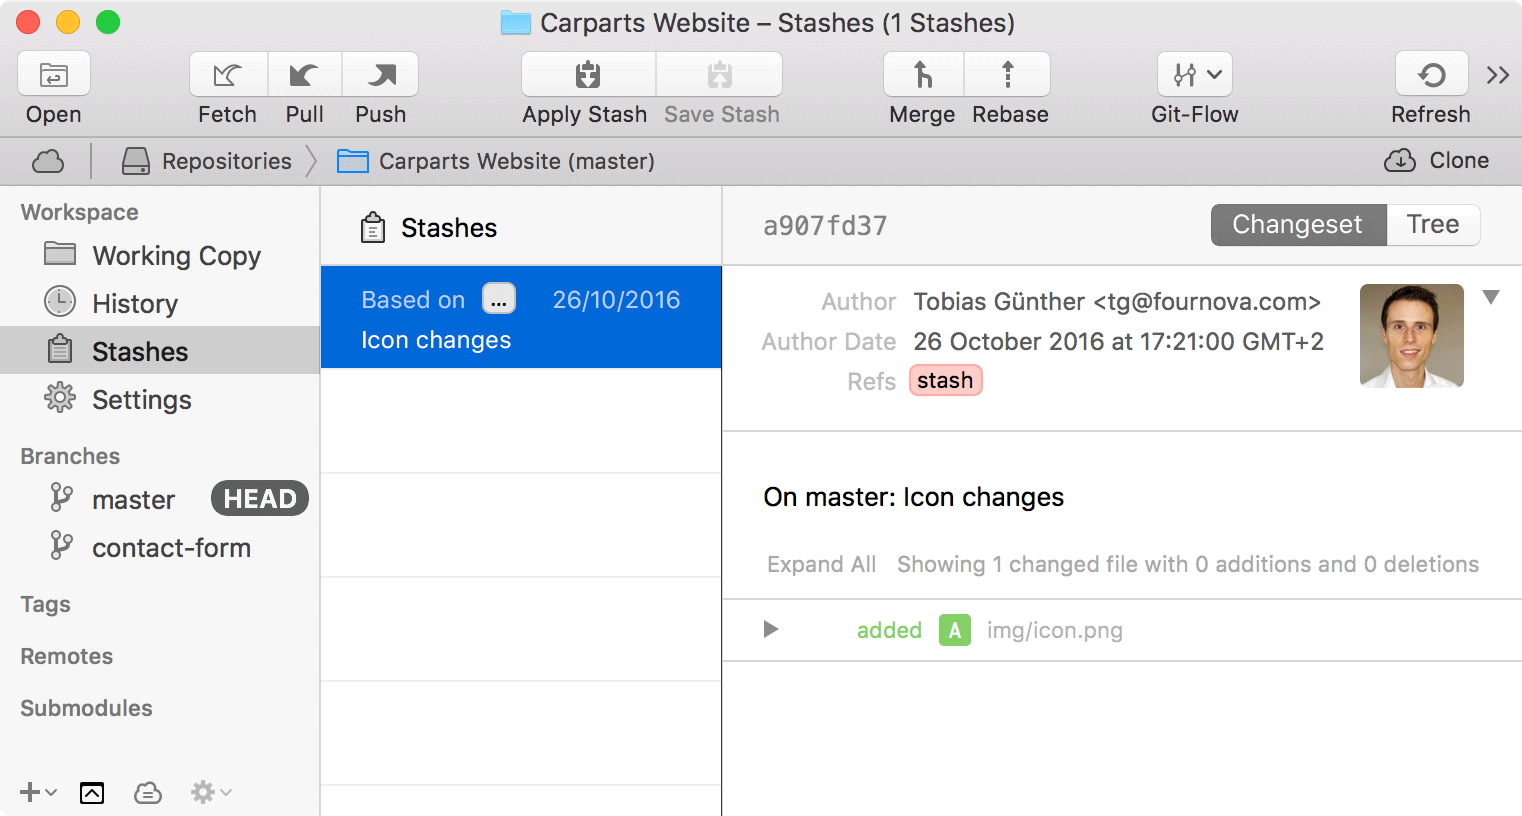 Carparts Website – Stashes (1 Stashes)
Open
Fetch
Pull
Push
Apply Stash
Save Stash
Merge
Rebase
Git-Flow
Refresh
Repositories
Carparts Website (master)
Clone
Workspace
Working Copy
History
Stashes
Settings
Branches
master HEAD
contact-form
Tags
Remotes
Submodules
Stashes
Based on ... 26/10/2016
Icon changes
a907fd37
Changeset
Tree
Author Tobias Günther <tg@fournova.com>
Author Date 26 October 2016 at 17:21:00 GMT+2
Refs stash
On master: Icon changes
Expand All Showing 1 changed file with 0 additions and 0 deletions
added A img/icon.png